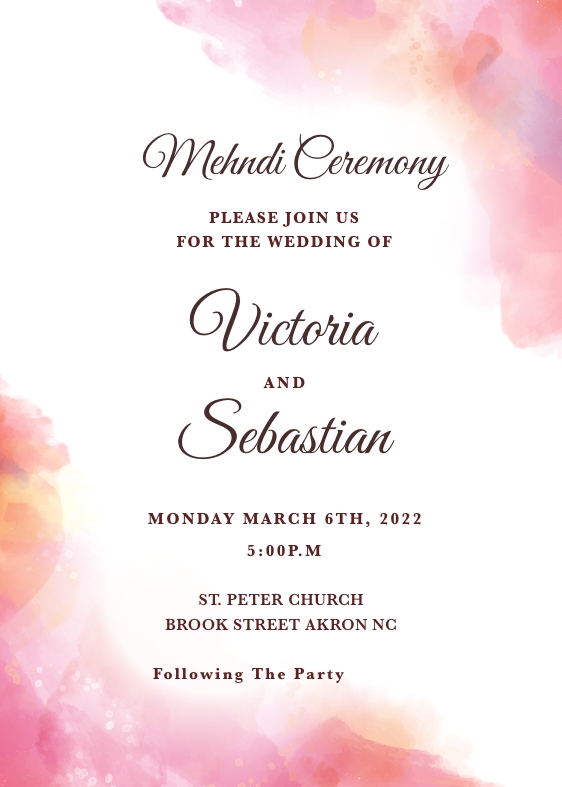 Mehndi Ceremony
PLEASE JOIN US
FOR THE WEDDING OF
Victoria
AND
Sebastian
MONDAY MARCH 6TH, 2022
5:00P.M
ST. PETER CHURCH
BROOK STREET AKRON NC
Following The Party